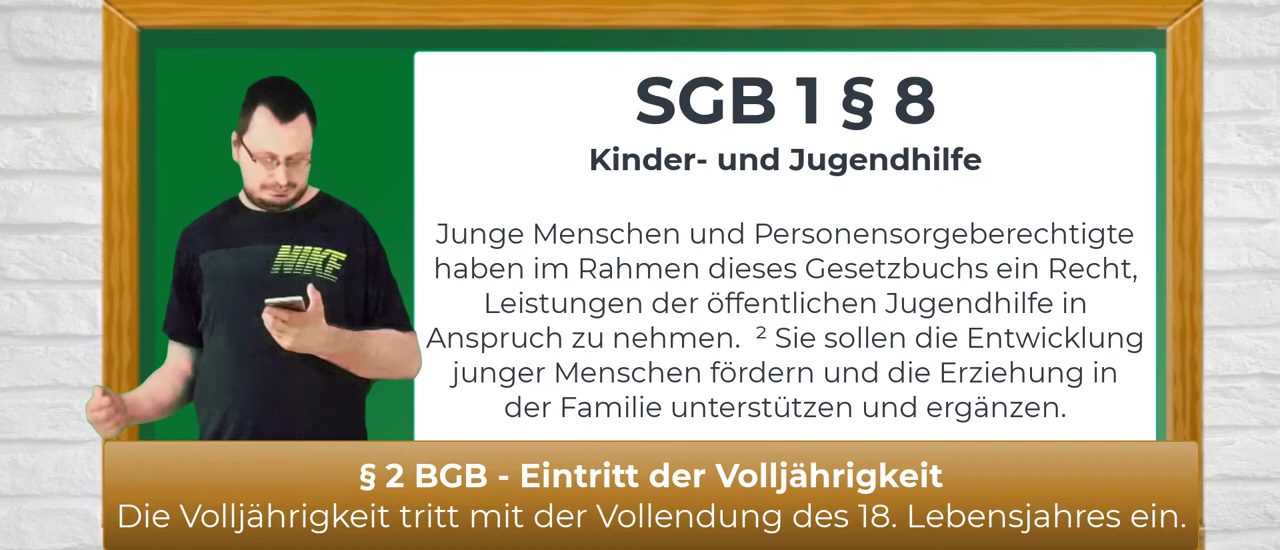 SGB 1 § 8
Kinder- und Jugendhilfe
Junge Menschen und Personensorgeberechtigte
haben im Rahmen dieses Gesetzbuchs ein Recht,
Leistungen der öffentlichen Jugendhilfe in
Anspruch zu nehmen. ² Sie sollen die Entwicklung
junger Menschen fördern und die Erziehung in
der Familie unterstützen und ergänzen.
NIKE
§ 2 BGB - Eintritt der Volljährigkeit
Die Volljährigkeit tritt mit der Vollendung des 18. Lebensjahres ein.